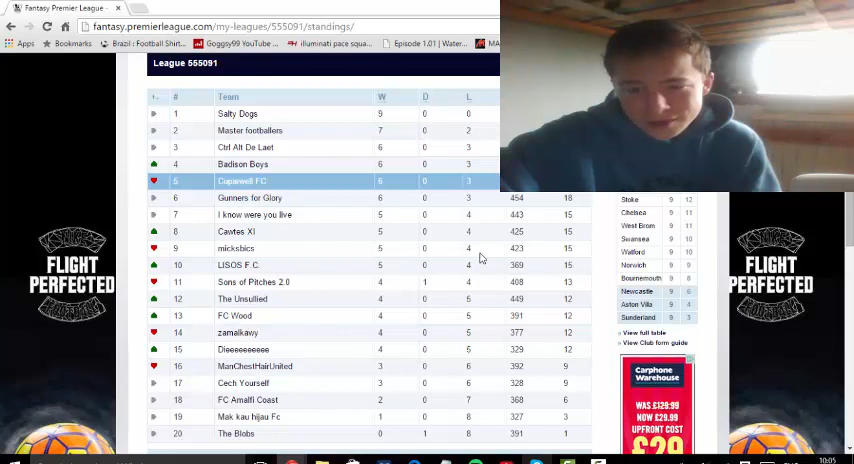 Fantasy Premier League -
fantasy.premierleague.com/my-leagues/555091/standings/
Apps Bookmarks Brazil : Football Shirt... Goggsy99 YouTube ... illuminati pace squa... Episode 1.01 | Water...
League 555091
# Team W D L
1 Salty Dogs 9 0 0
2 Master footballers 7 0 2
3 Ctrl Alt De Laet 6 0 3
4 Badison Boys 6 0 3
5 Cuparwell FC 6 0 3
6 Gunners for Glory 6 0 3 454 18
7 I know were you live 5 0 4 443 15
8 Cawtes XI 5 0 4 425 15
9 micksbics 5 0 4 423 15
10 LISOS F.C. 5 0 4 369 15
11 Sons of Pitches 2.0 4 1 4 408 13
12 The Unsullied 4 0 5 449 12
13 FC Wood 4 0 5 391 12
14 zamalkawy 4 0 5 377 12
15 Dieeeeeeeeee 4 0 5 329 12
16 ManChestHairUnited 3 0 6 392 9
17 Cech Yourself 3 0 6 328 9
18 FC Amalfi Coast 2 0 7 368 6
19 Mak kau hijau Fc 1 0 8 327 3
20 The Blobs 0 1 8 391 1
Stoke 9 12
Chelsea 9 11
West Brom 9 11
Swansea 9 10
Watford 9 10
Norwich 9 9
Bournemouth 9 8
Newcastle 9 6
Aston Villa 9 4
Sunderland 9 3
View full table
View Club form guide
Carphone
Warehouse
WAS £129.99
NOW £29.99
UPFRONT COST
£29
FLIGHT
PERFECTED
FLIGHT
PERFECTED
10:05